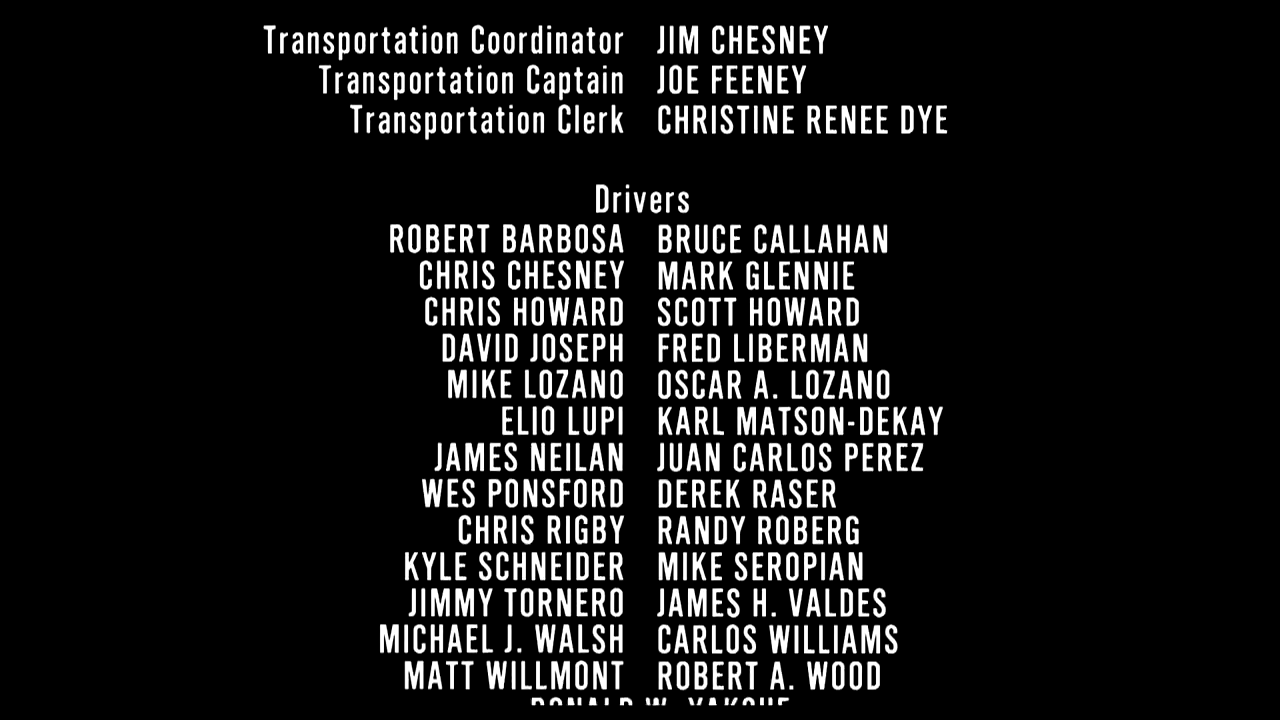 Transportation Coordinator JIM CHESNEY
Transportation Captain JOE FEENEY
Transportation Clerk CHRISTINE RENEE DYE
Drivers
ROBERT BARBOSA BRUCE CALLAHAN
CHRIS CHESNEY MARK GLENNIE
CHRIS HOWARD SCOTT HOWARD
DAVID JOSEPH FRED LIBERMAN
MIKE LOZANO OSCAR A. LOZANO
ELIO LUPI KARL MATSON-DEKAY
JAMES NEILAN JUAN CARLOS PEREZ
WES PONSFORD DEREK RASER
CHRIS RIGBY RANDY ROBERG
KYLE SCHNEIDER MIKE SEROPIAN
JIMMY TORNERO JAMES H. VALDES
MICHAEL J. WALSH CARLOS WILLIAMS
MATT WILLMONT ROBERT A. WOOD
DONALD W.